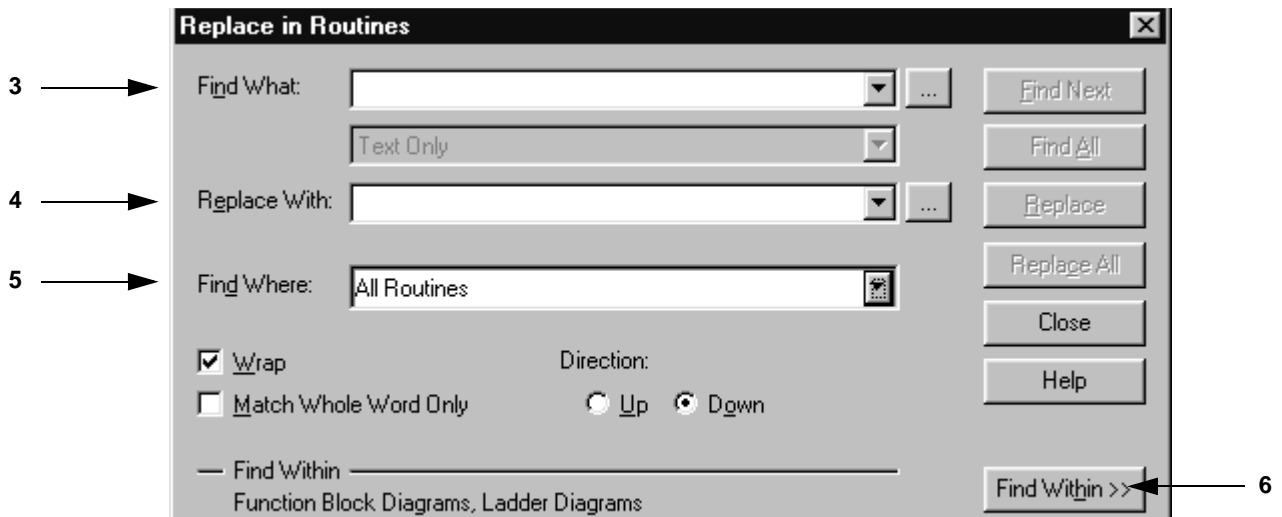 Replace in Routines
3 Find What: ... Find Next
Text Only Find All
4 Replace With: ... Replace
Replace All
5 Find Where: All Routines
Close
Wrap Direction:
Help
Match Whole Word Only Up Down
Find Within
Find Within >> 6
Function Block Diagrams, Ladder Diagrams